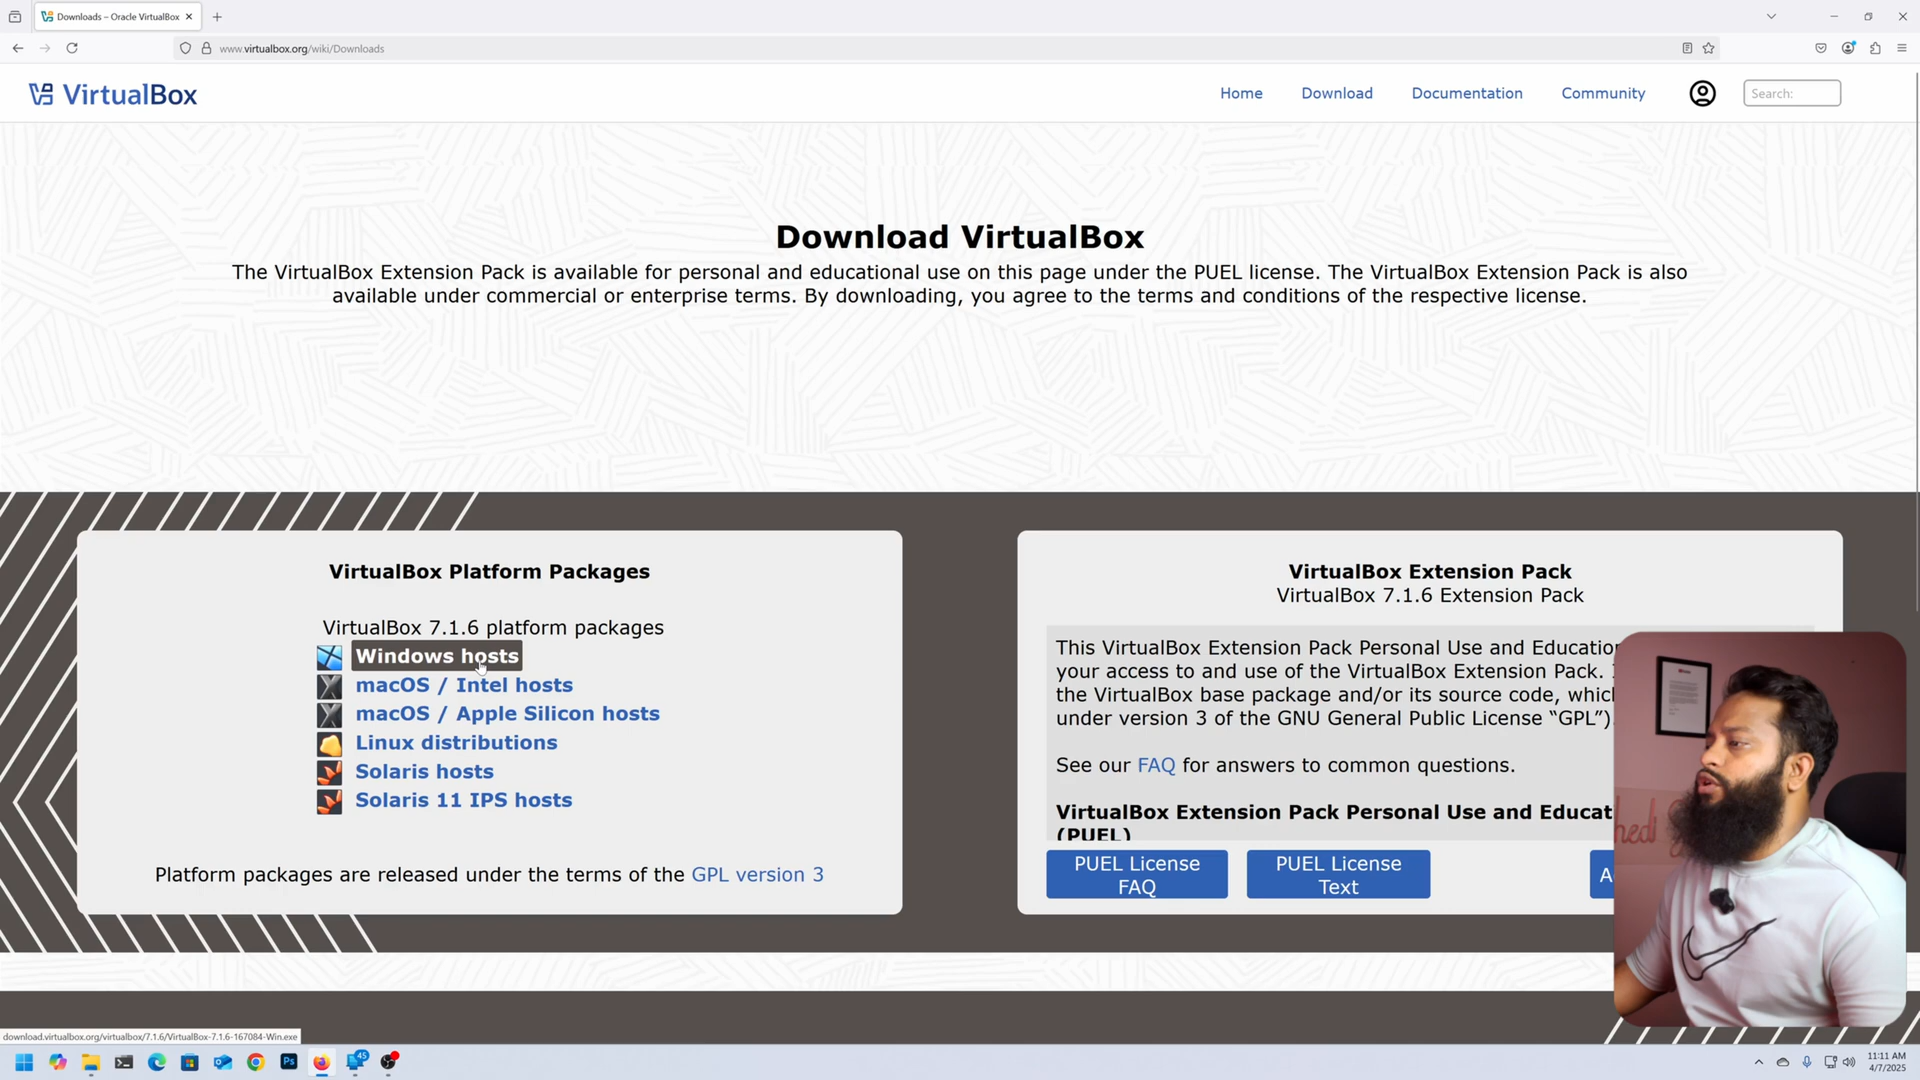 Downloads – Oracle VirtualBox
www.virtualbox.org/wiki/Downloads
VirtualBox
Home
Download
Documentation
Community
Search:
Download VirtualBox
The VirtualBox Extension Pack is available for personal and educational use on this page under the PUEL license. The VirtualBox Extension Pack is also
available under commercial or enterprise terms. By downloading, you agree to the terms and conditions of the respective license.
VirtualBox Platform Packages
VirtualBox 7.1.6 platform packages
Windows hosts
macOS / Intel hosts
macOS / Apple Silicon hosts
Linux distributions
Solaris hosts
Solaris 11 IPS hosts
Platform packages are released under the terms of the GPL version 3
VirtualBox Extension Pack
VirtualBox 7.1.6 Extension Pack
This VirtualBox Extension Pack Personal Use and Educatio
your access to and use of the VirtualBox Extension Pack.
the VirtualBox base package and/or its source code, whic
under version 3 of the GNU General Public License “GPL”)
See our FAQ for answers to common questions.
VirtualBox Extension Pack Personal Use and Educat
(PUEL)
PUEL License
FAQ
PUEL License
Text
download.virtualbox.org/virtualbox/7.1.6/VirtualBox-7.1.6-167084-Win.exe
Ps
45
11:11 AM
4/7/2025